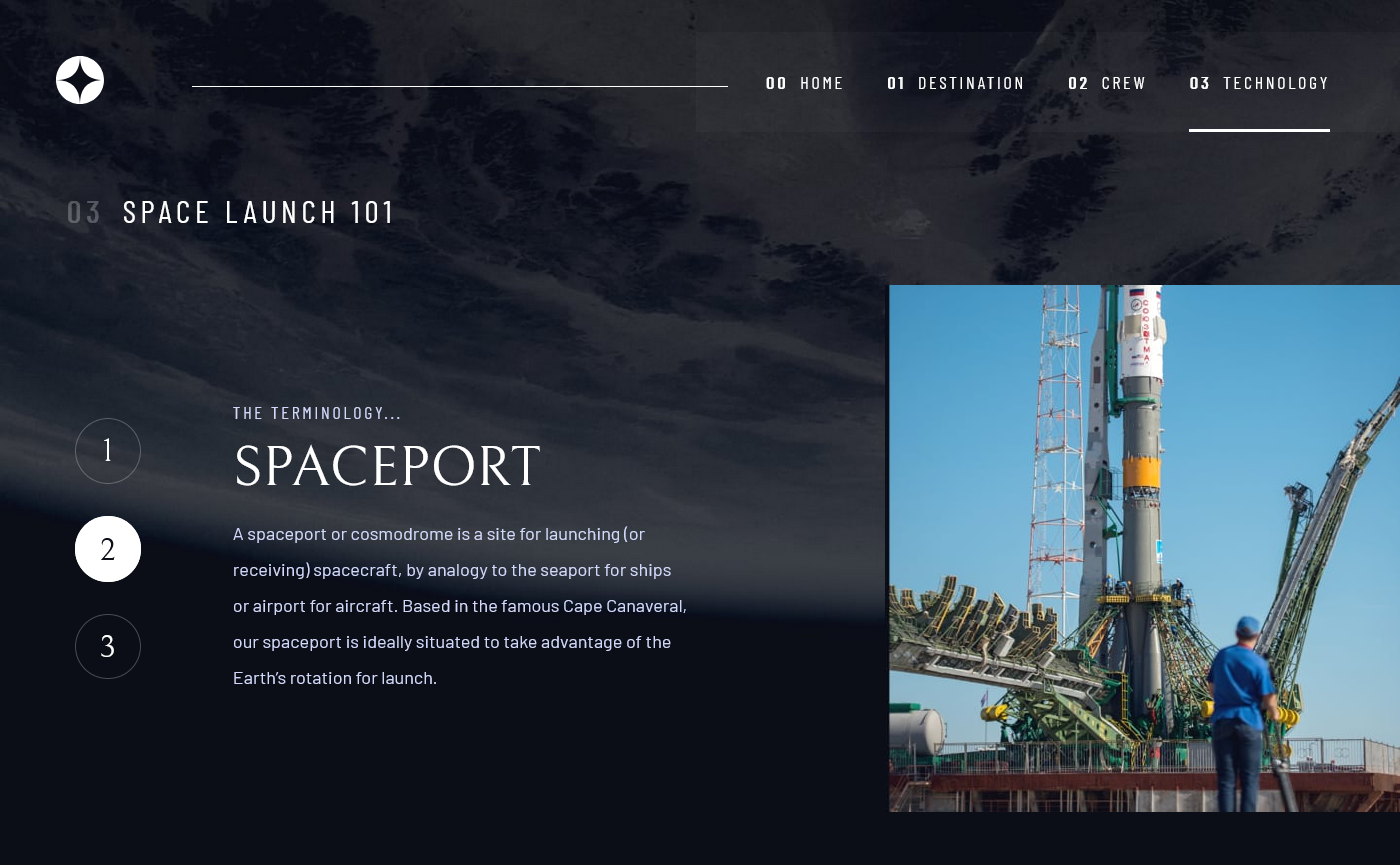 00 HOME 01 DESTINATION 02 CREW 03 TECHNOLOGY
03 SPACE LAUNCH 101
THE TERMINOLOGY...
SPACEPORT
A spaceport or cosmodrome is a site for launching (or
receiving) spacecraft, by analogy to the seaport for ships
or airport for aircraft. Based in the famous Cape Canaveral,
our spaceport is ideally situated to take advantage of the
Earth’s rotation for launch.
1
2
3